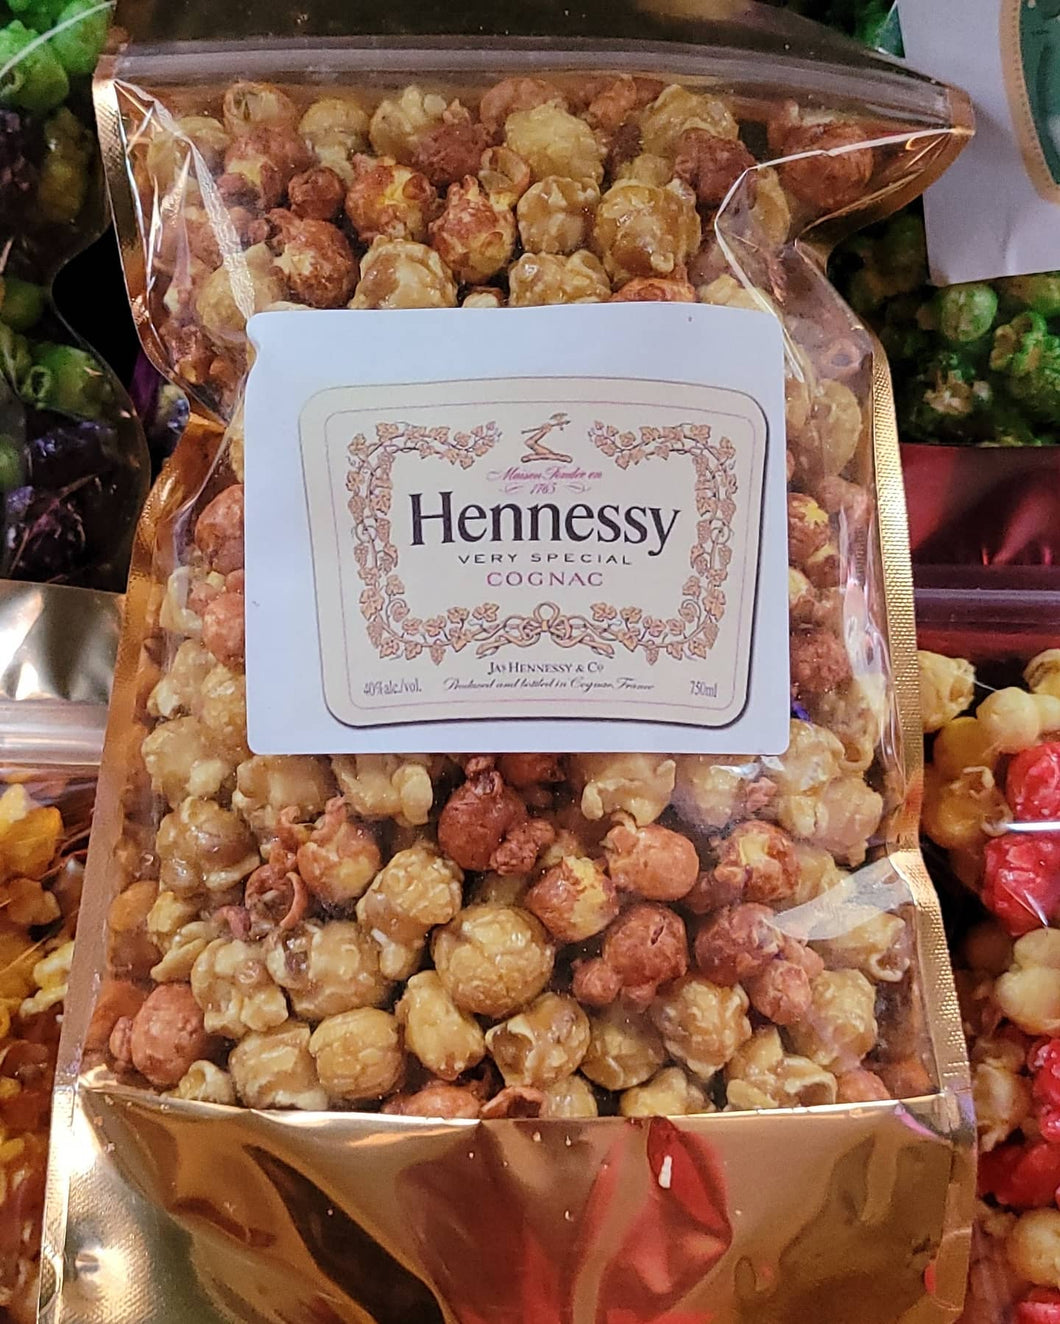 Maison Fondée en
1765
Hennessy
VERY SPECIAL
COGNAC
JAS HENNESSY & CO
40% alc./vol. Produced and bottled in Cognac, France 750ml